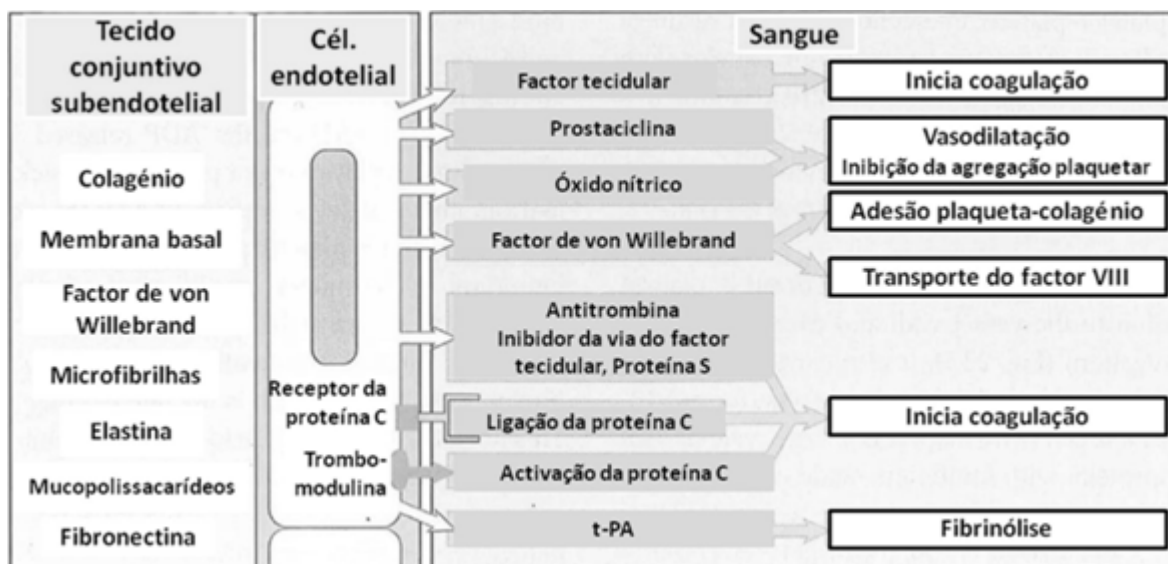 Tecido
conjuntivo
subendotelial
Colagénio
Membrana basal
Factor de von
Willebrand
Microfibrilhas
Elastina
Mucopolissacarídeos
Fibronectina
Cél.
endotelial
Receptor da
proteína C
Trombo-
modulina
Sangue
Factor tecidular
Prostaciclina
Óxido nítrico
Factor de von Willebrand
Antitrombina
Inibidor da via do factor
tecidular, Proteína S
Ligação da proteína C
Activação da proteína C
t-PA
Inicia coagulação
Vasodilatação
Inibição da agregação plaquetar
Adesão plaqueta-colagénio
Transporte do factor VIII
Inicia coagulação
Fibrinólise